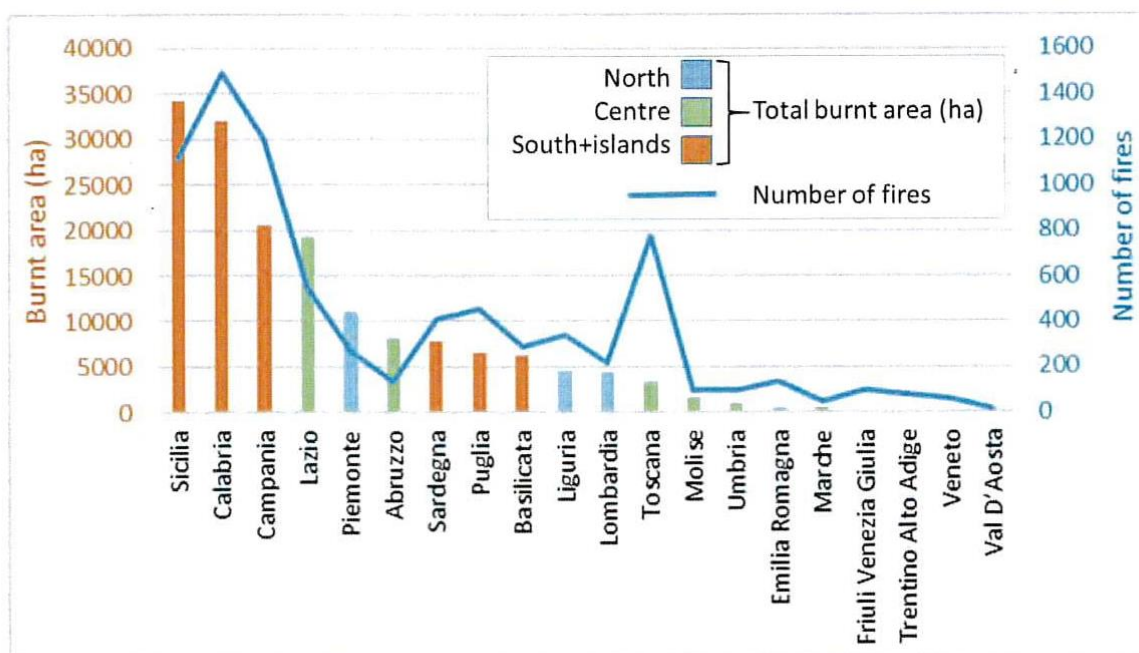 40000
35000
30000
25000
20000
15000
10000
5000
0
Burnt area (ha)
1600
1400
1200
1000
800
600
400
200
0
Number of fires
North
Centre
South+islands
Total burnt area (ha)
Number of fires
Sicilia
Calabria
Campania
Lazio
Piemonte
Abruzzo
Sardegna
Puglia
Basilicata
Liguria
Lombardia
Toscana
Molise
Umbria
Emilia Romagna
Marche
Friuli Venezia Giulia
Trentino Alto Adige
Veneto
Val D'Aosta